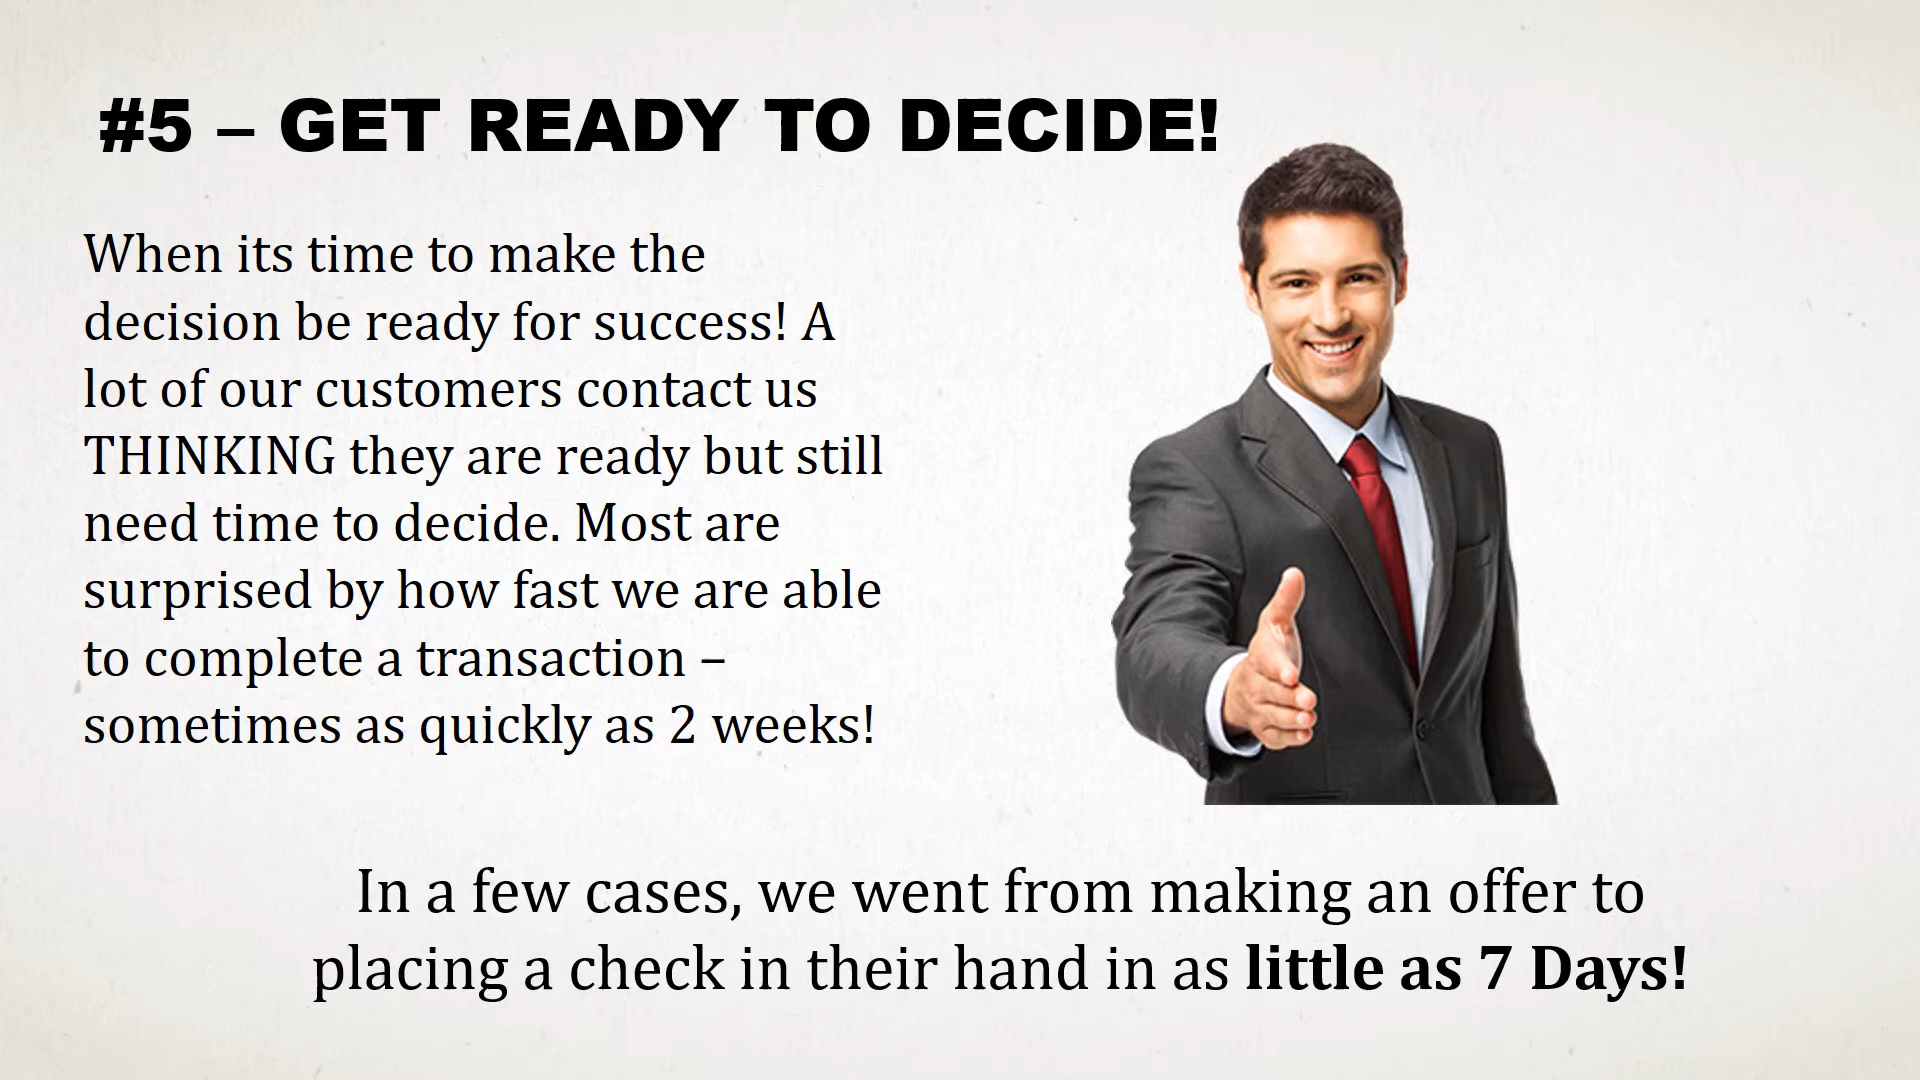 #5 – GET READY TO DECIDE!
When its time to make the
decision be ready for success! A
lot of our customers contact us
THINKING they are ready but still
need time to decide. Most are
surprised by how fast we are able
to complete a transaction –
sometimes as quickly as 2 weeks!
In a few cases, we went from making an offer to
placing a check in their hand in as little as 7 Days!